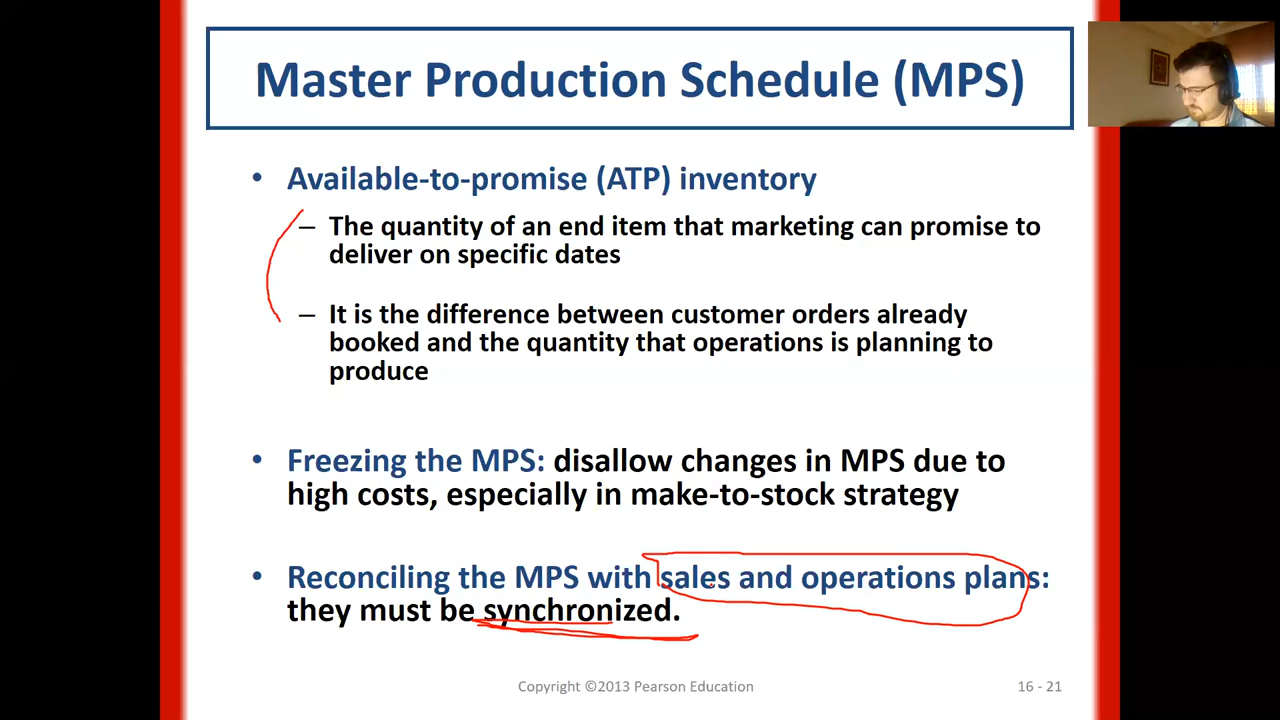 Master Production Schedule (MPS)
• Available-to-promise (ATP) inventory
– The quantity of an end item that marketing can promise to
deliver on specific dates
– It is the difference between customer orders already
booked and the quantity that operations is planning to
produce
• Freezing the MPS: disallow changes in MPS due to
high costs, especially in make-to-stock strategy
• Reconciling the MPS with sales and operations plans:
they must be synchronized.
Copyright ©2013 Pearson Education
16 - 21